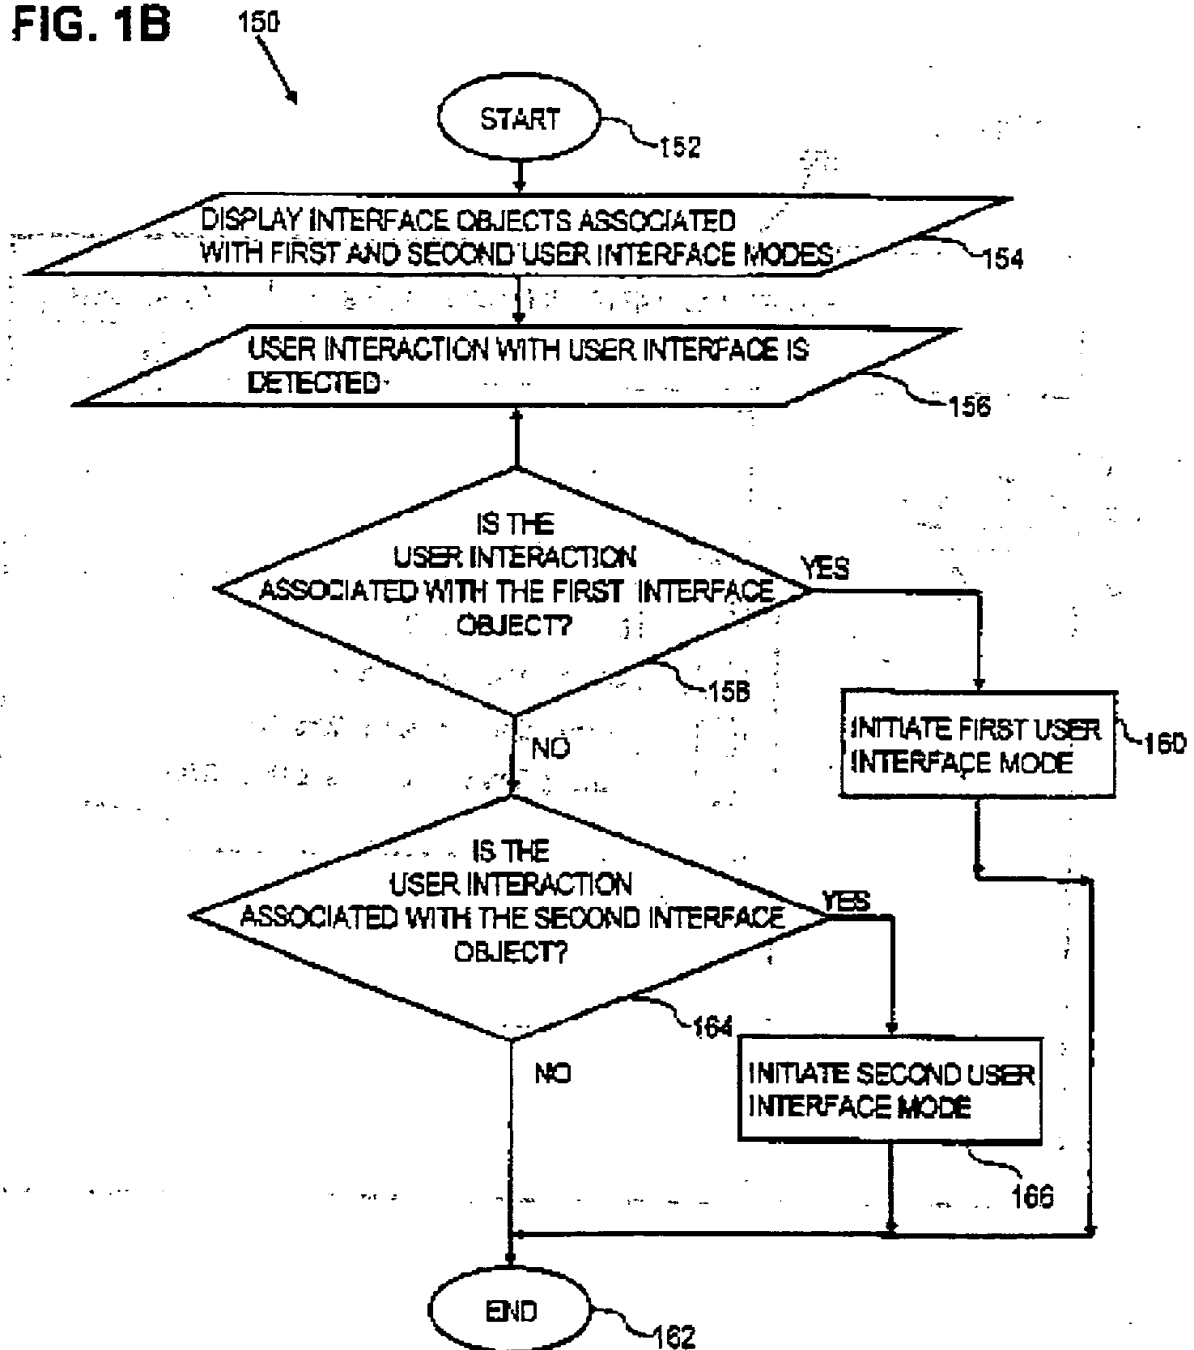 FIG. 1B
150
START
152
DISPLAY INTERFACE OBJECTS ASSOCIATED
WITH FIRST AND SECOND USER INTERFACE MODES
154
USER INTERACTION WITH USER INTERFACE IS
DETECTED
156
IS THE
USER INTERACTION
ASSOCIATED WITH THE FIRST INTERFACE
OBJECT?
YES
158
NO
INITIATE FIRST USER
INTERFACE MODE
160
IS THE
USER INTERACTION
ASSOCIATED WITH THE SECOND INTERFACE
OBJECT?
YES
164
NO
INITIATE SECOND USER
INTERFACE MODE
166
END
162